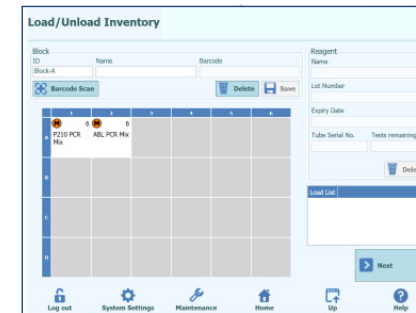 Load/Unload Inventory
Block
ID Name Barcode
Block-A
Barcode Scan Delete Save
1 2 3 4 5 6
A M 6 M 6
P210 PCR Mix ABL PCR Mix
B
C
D
Reagent
Name
Lot Number
Expiry Date
Tube Serial No. Tests remaining
Dele
Load List
Next
Log out System Settings Maintenance Home Up Help